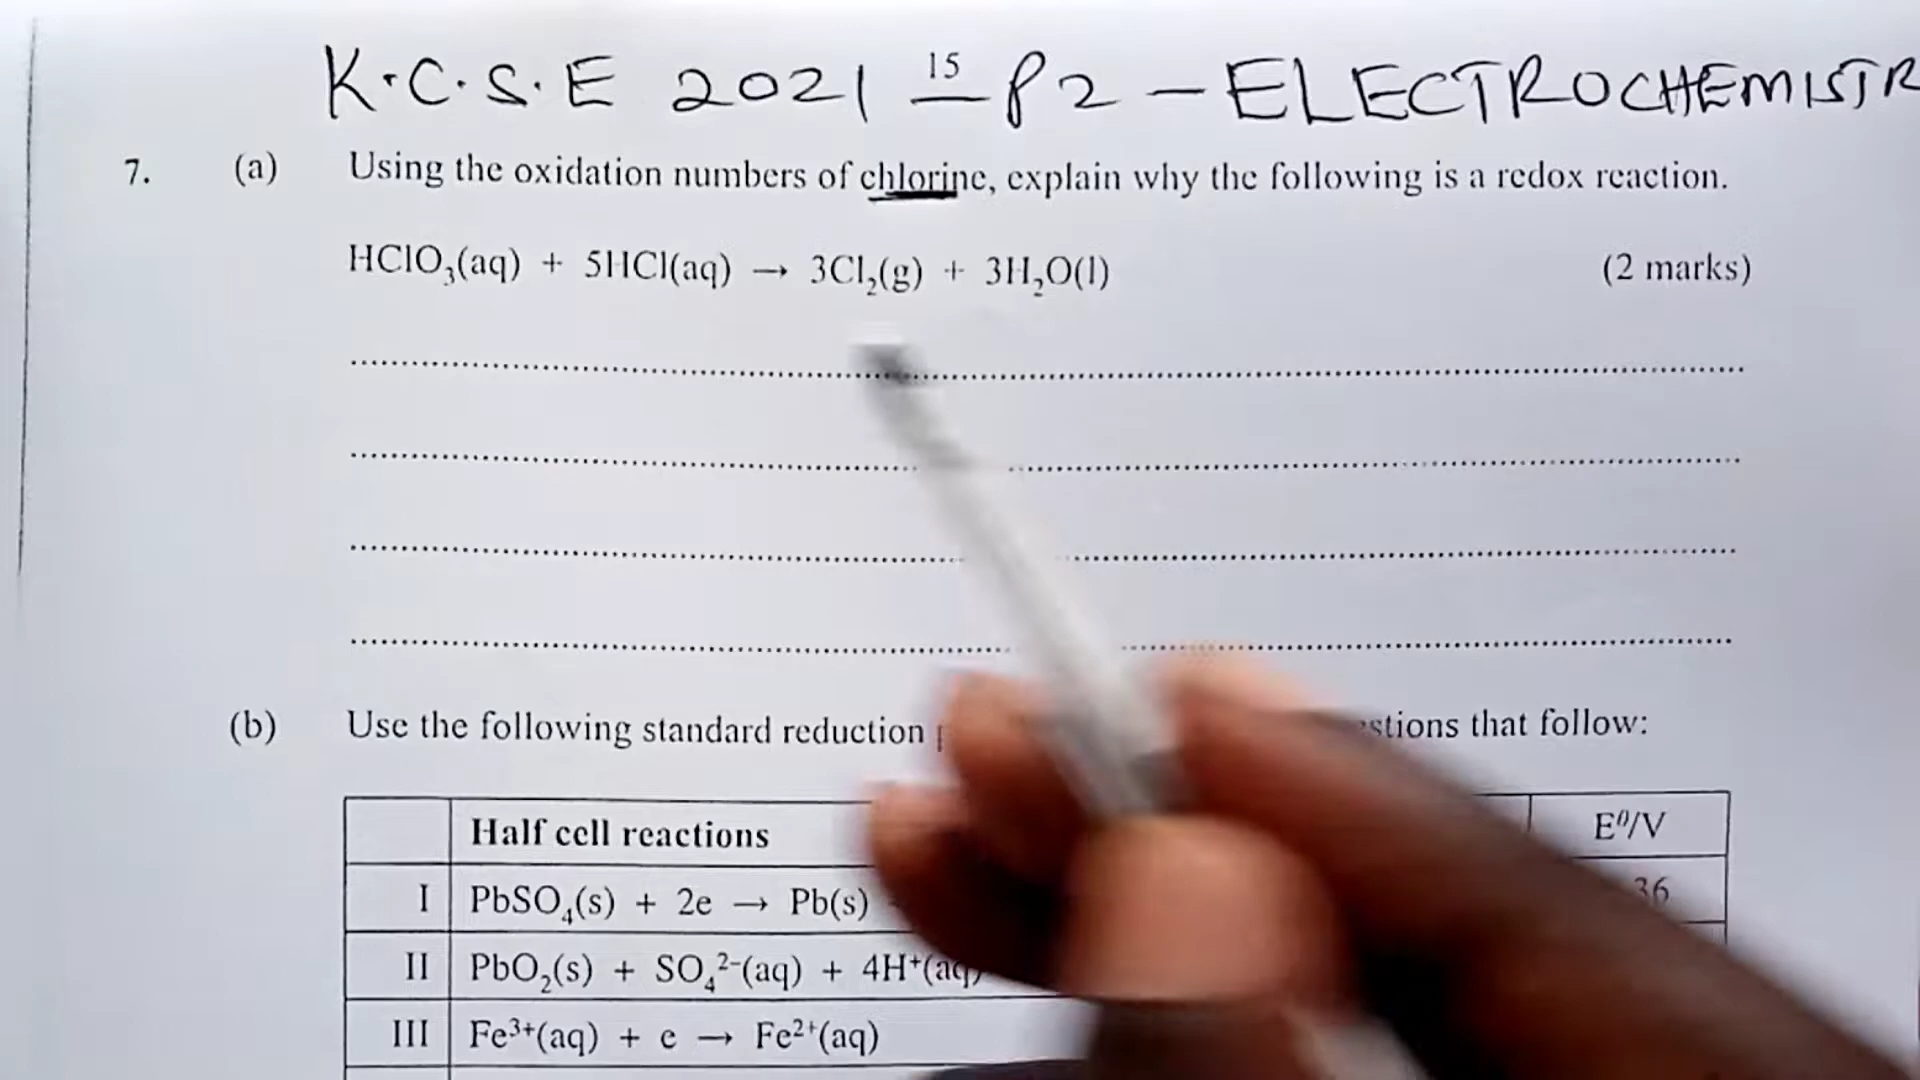 K.C.S.E 2021 P2 - ELECTROCHEMISTR
15
7. (a) Using the oxidation numbers of chlorine, explain why the following is a redox reaction.
HClO₃(aq) + 5HCl(aq) → 3Cl₂(g) + 3H₂O(l) (2 marks)
(b) Use the following standard reduction estions that follow:
Half cell reactions E⁰/V
I PbSO₄(s) + 2e → Pb(s) 36
II PbO₂(s) + SO₄²⁻(aq) + 4H⁺(aq)
III Fe³⁺(aq) + e → Fe²⁺(aq)